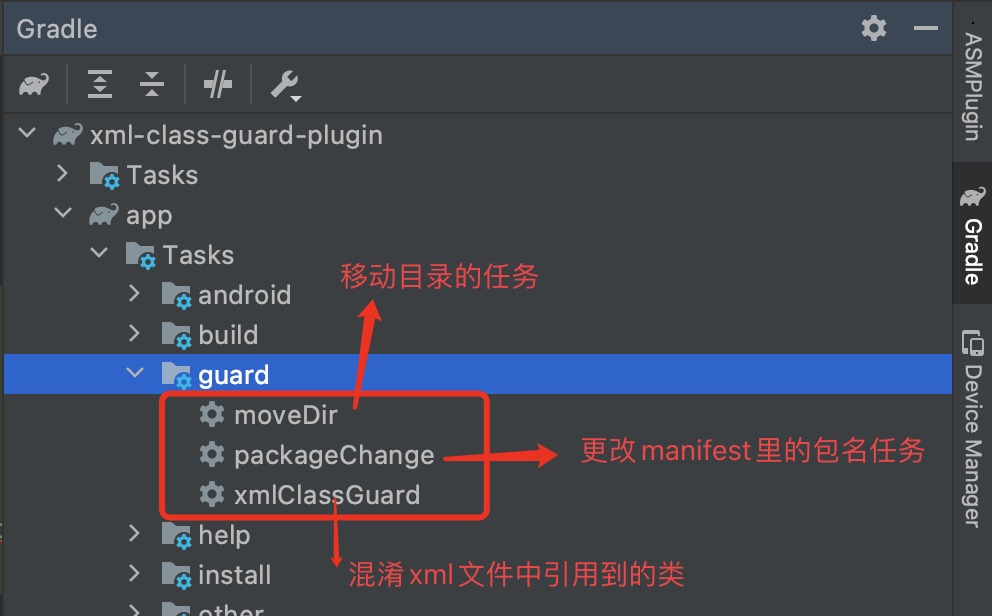 Gradle
xml-class-guard-plugin
Tasks
app
Tasks
移动目录的任务
android
build
guard
moveDir
packageChange
更改manifest里的包名任务
xmlClassGuard
help
混淆xml文件中引用到的类
install
other
ASMPlugin
Gradle
Device Manager